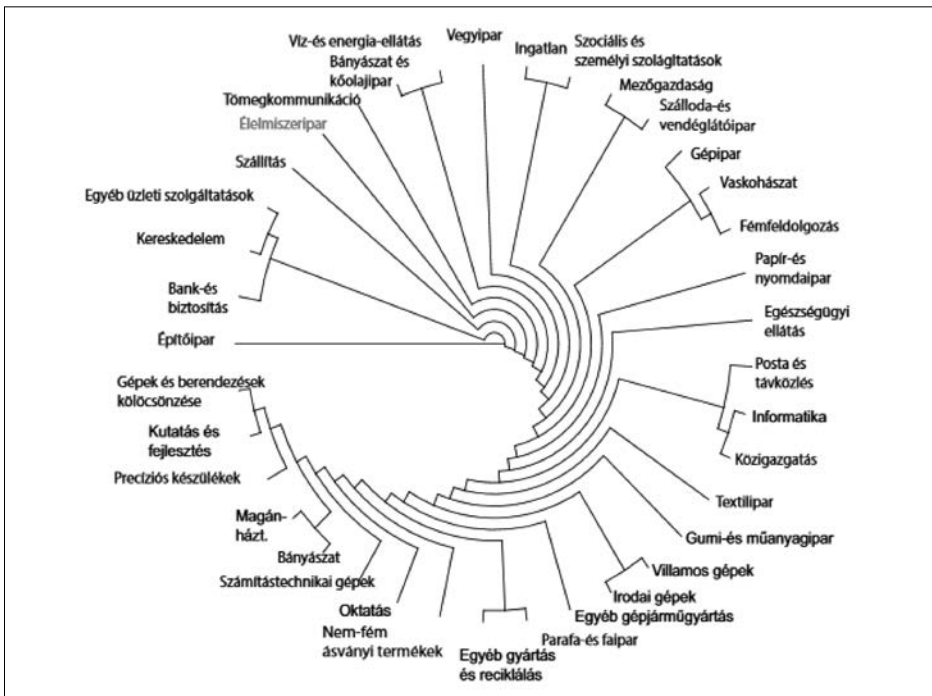 Víz-és energia-ellátás
Bányászat és
kőolajipar
Vegyipar
Ingatlan
Szociális és
személyi szolágltatások
Mezőgazdaság
Szálloda-és
vendéglátóipar
Gépipar
Vaskohászat
Fémfeldolgozás
Papír-és
nyomdaipar
Egészségügyi
ellátás
Posta és
távközlés
Informatika
Közigazgatás
Textilipar
Gumi-és műanyagipar
Villamos gépek
Irodai gépek
Egyéb gépjárműgyártás
Parafa-és faipar
Egyéb gyártás
és reciklálás
Nem-fém
ásványi termékek
Oktatás
Számítástechnikai gépek
Bányászat
Magán-
házt.
Precíziós készülékek
Kutatás és
fejlesztés
Gépek és berendezések
kölöcsönzése
Építőipar
Bank-és
biztosítás
Kereskedelem
Egyéb üzleti szolgáltatások
Szállítás
Élelmiszeripar
Tömegkommunikáció